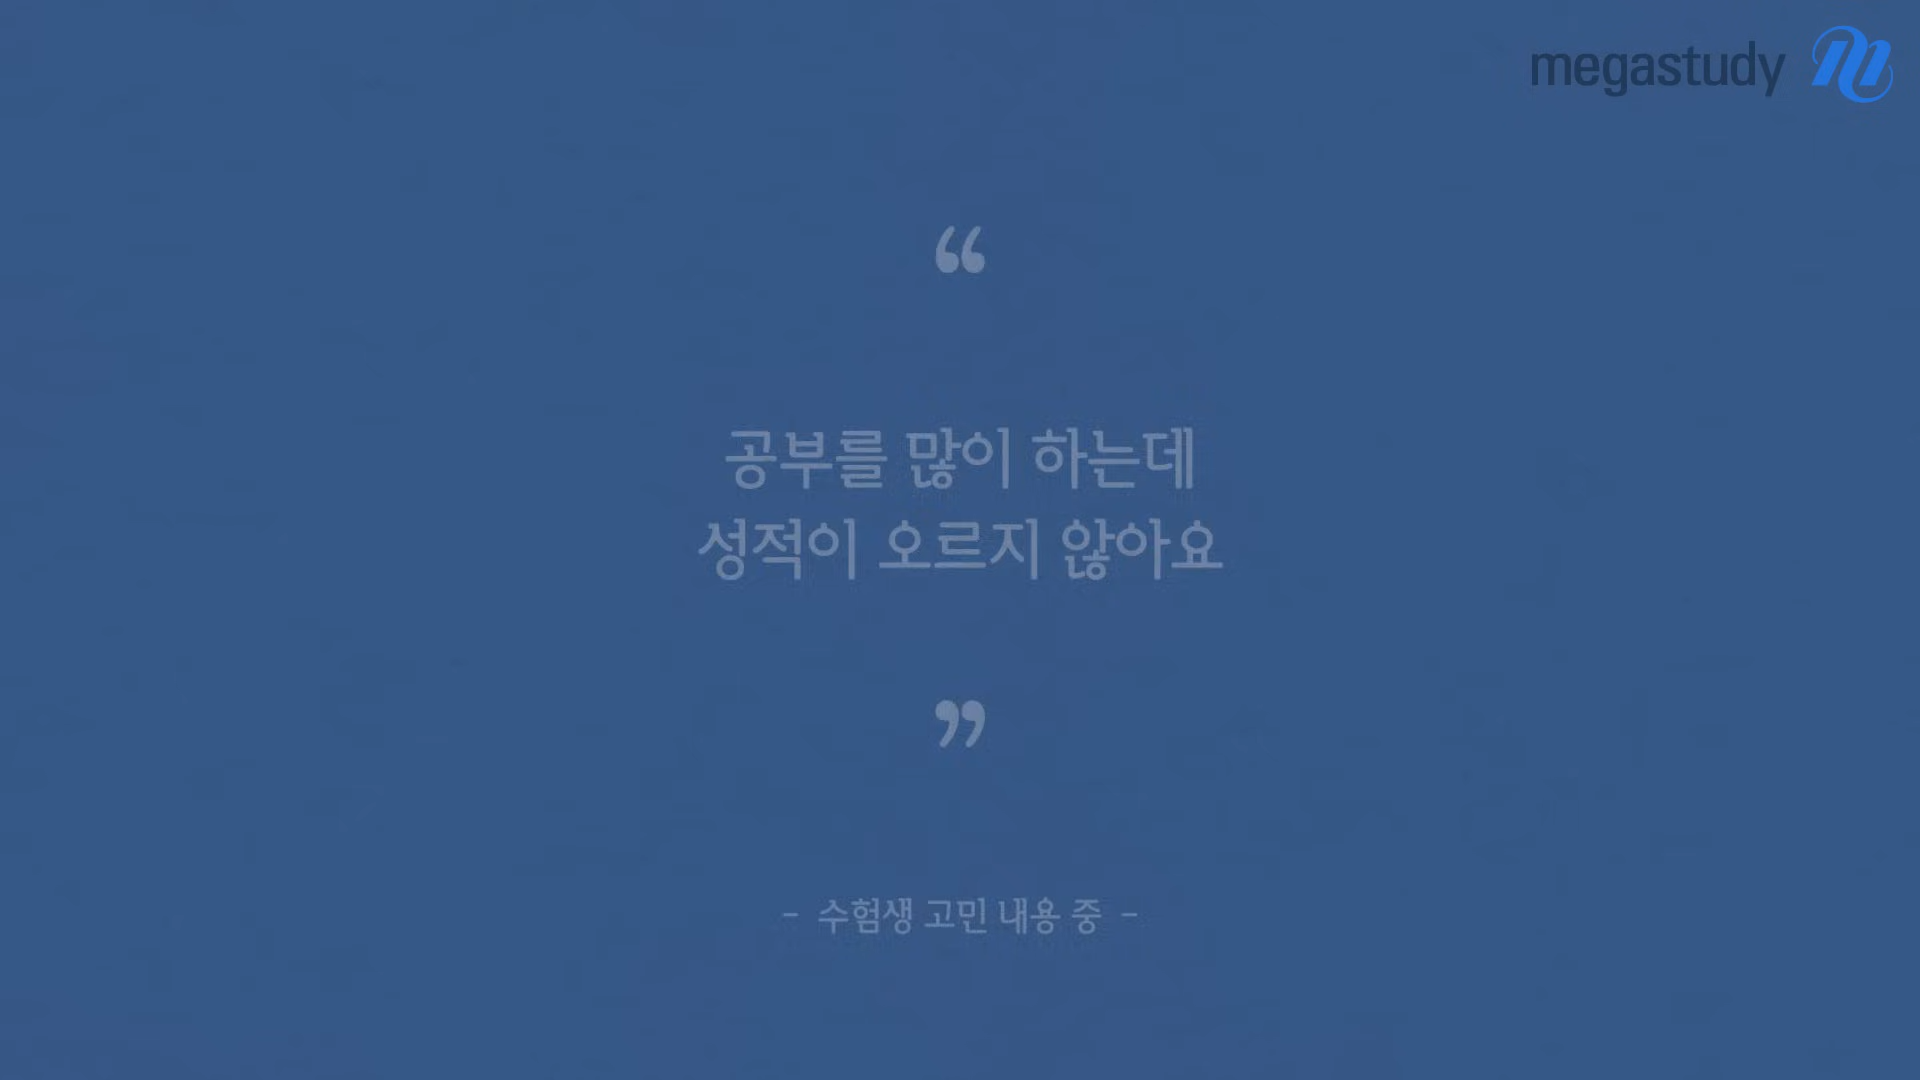 megastudy
“
공부를 많이 하는데
성적이 오르지 않아요
”
- 수험생 고민 내용 중 -